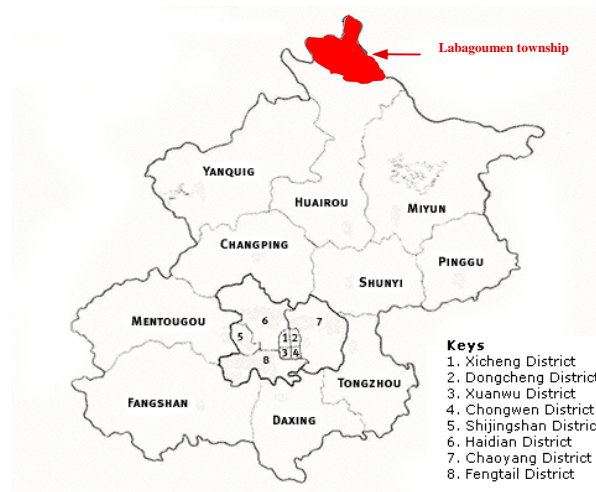 Labagoumen township
YANQUIG
HUAIROU
MIYUN
CHANGPING
PINGGU
SHUNYI
MENTOUGOU
6
7
5
1 2
3 4
8
TONGZHOU
FANGSHAN
DAXING
Keys
1. Xicheng District
2. Dongcheng District
3. Xuanwu District
4. Chongwen District
5. Shijingshan Distric
6. Haidian District
7. Chaoyang District
8. Fengtail District